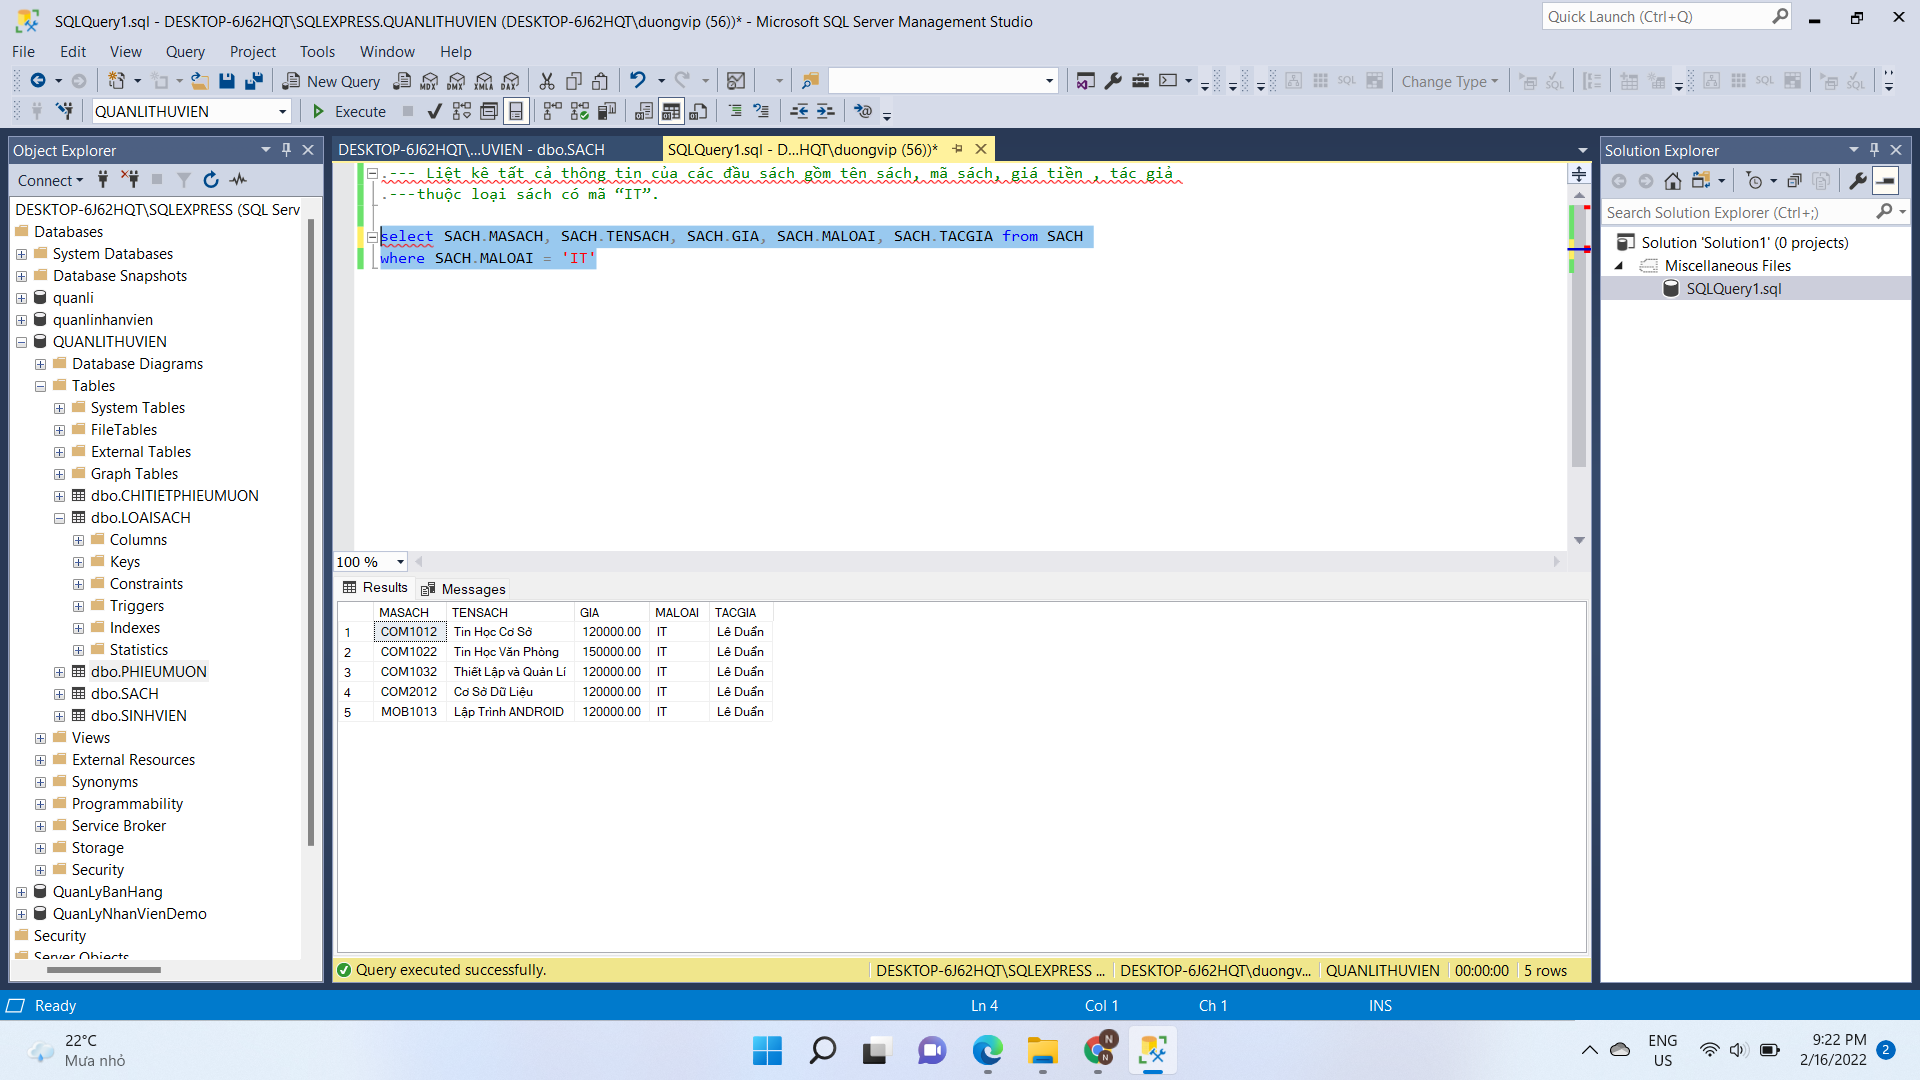 SQLQuery1.sql - DESKTOP-6J62HQT\SQLEXPRESS.QUANLITHUVIEN (DESKTOP-6J62HQT\duongvip (56))* - Microsoft SQL Server Management Studio
Quick Launch (Ctrl+Q)
File Edit View Query Project Tools Window Help
New Query
MDX DMX XMLA DAX
SQL Change Type SQL SQL SQL
QUANLITHUVIEN Execute
Object Explorer
Connect
DESKTOP-6J62HQT\SQLEXPRESS (SQL Serv
Databases
System Databases
Database Snapshots
quanli
quanlinhanvien
QUANLITHUVIEN
Database Diagrams
Tables
System Tables
FileTables
External Tables
Graph Tables
dbo.CHITIETPHIEUMUON
dbo.LOAISACH
Columns
Keys
Constraints
Triggers
Indexes
Statistics
dbo.PHIEUMUON
dbo.SACH
dbo.SINHVIEN
Views
External Resources
Synonyms
Programmability
Service Broker
Storage
Security
QuanLyBanHang
QuanLyNhanVienDemo
Security
Server Objects
DESKTOP-6J62HQT\...UVIEN - dbo.SACH
SQLQuery1.sql - D...HQT\duongvip (56))*
.--- Liệt kê tất cả thông tin của các đầu sách gồm tên sách, mã sách, giá tiền , tác giả
.---thuộc loại sách có mã “IT”.
select SACH.MASACH, SACH.TENSACH, SACH.GIA, SACH.MALOAI, SACH.TACGIA from SACH
where SACH.MALOAI = 'IT'
100 %
Results Messages
MASACH TENSACH GIA MALOAI TACGIA
1 COM1012 Tin Học Cơ Sở 120000.00 IT Lê Duẩn
2 COM1022 Tin Học Văn Phòng 150000.00 IT Lê Duẩn
3 COM1032 Thiết Lập và Quản Lí 120000.00 IT Lê Duẩn
4 COM2012 Cơ Sở Dữ Liệu 120000.00 IT Lê Duẩn
5 MOB1013 Lập Trình ANDROID 120000.00 IT Lê Duẩn
Query executed successfully.
DESKTOP-6J62HQT\SQLEXPRESS ... DESKTOP-6J62HQT\duongv... QUANLITHUVIEN 00:00:00 5 rows
Solution Explorer
Search Solution Explorer (Ctrl+;)
Solution 'Solution1' (0 projects)
Miscellaneous Files
SQLQuery1.sql
Ready Ln 4 Col 1 Ch 1 INS
22°C
Mưa nhỏ
N
N
ENG
US
9:22 PM
2/16/2022
2